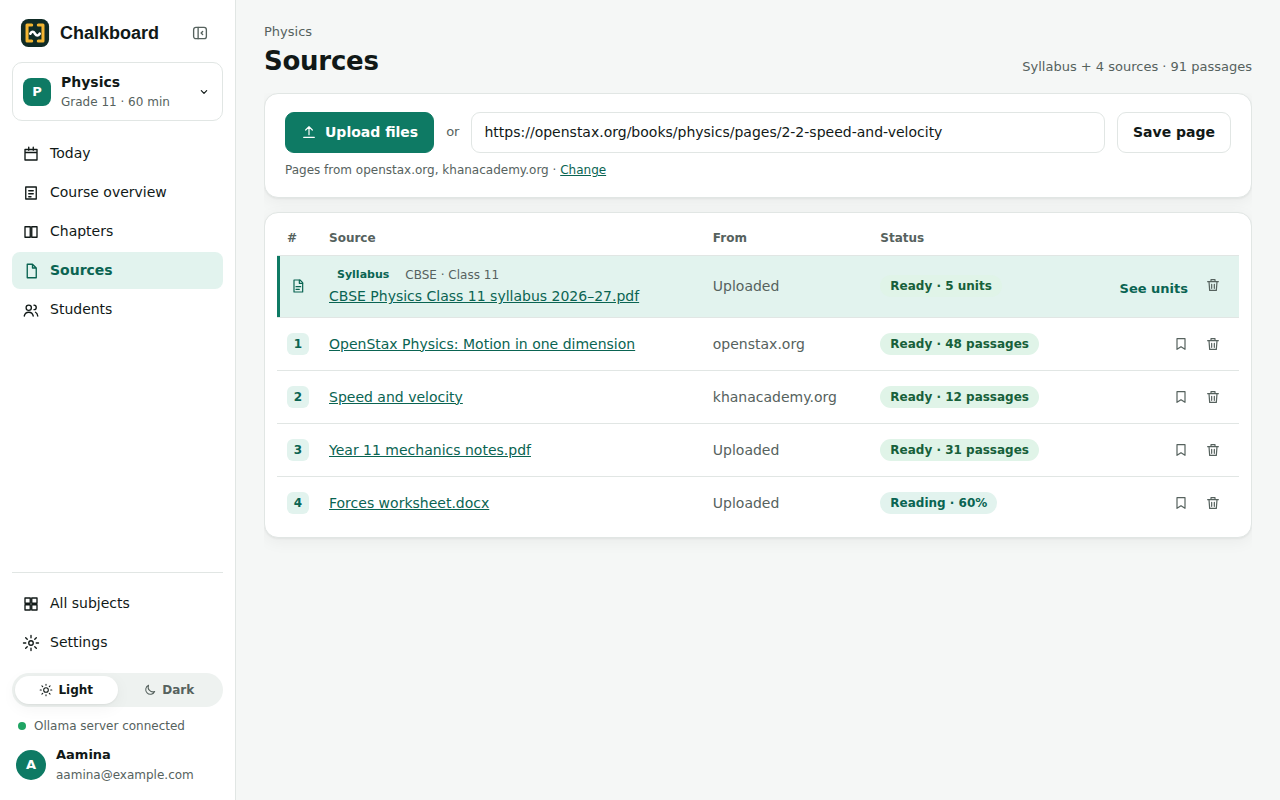 Chalkboard
P
Physics
Grade 11 · 60 min
Today
Course overview
Chapters
Sources
Students
All subjects
Settings
Light
Dark
Ollama server connected
A
Aamina
aamina@example.com
Physics
Sources
Syllabus + 4 sources · 91 passages
Upload files
or
https://openstax.org/books/physics/pages/2-2-speed-and-velocity
Save page
Pages from openstax.org, khanacademy.org · Change
# Source From Status
Syllabus CBSE · Class 11
CBSE Physics Class 11 syllabus 2026–27.pdf Uploaded Ready · 5 units See units
1 OpenStax Physics: Motion in one dimension openstax.org Ready · 48 passages
2 Speed and velocity khanacademy.org Ready · 12 passages
3 Year 11 mechanics notes.pdf Uploaded Ready · 31 passages
4 Forces worksheet.docx Uploaded Reading · 60%